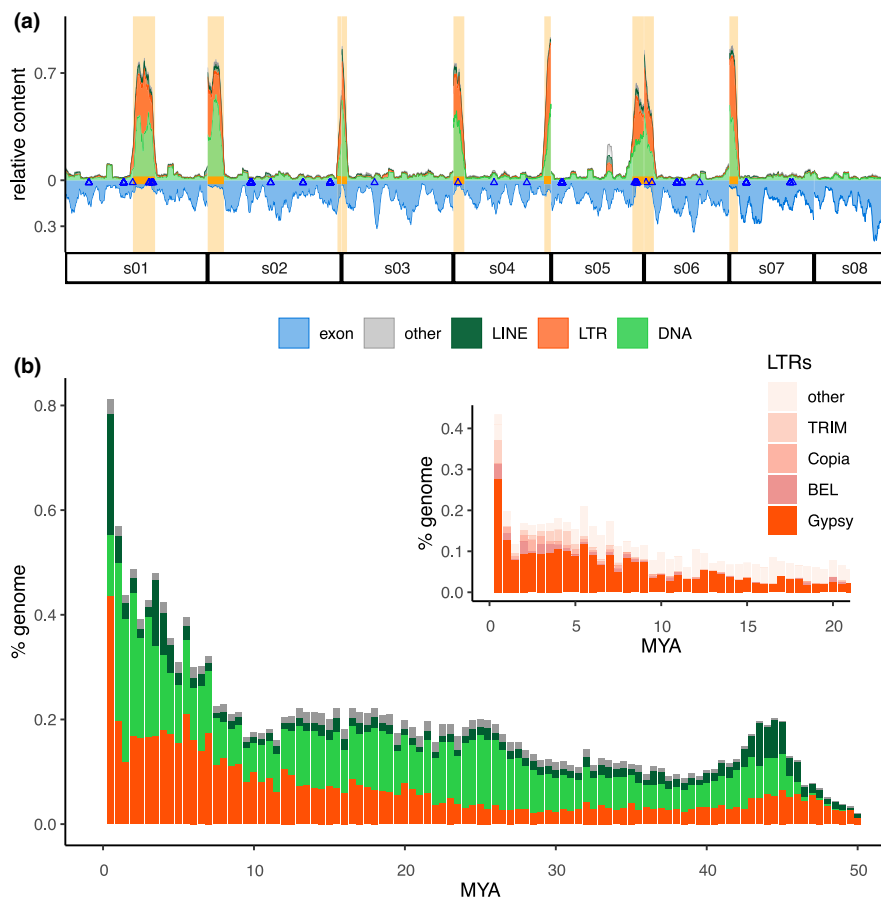 (a)
relative content
0.7
0
0.3
s01 s02 s03 s04 s05 s06 s07 s08
exon other LINE LTR DNA
(b)
% genome
0.8
0.6
0.4
0.2
0.0
0 10 20 30 40 50
MYA
LTRs
other
TRIM
Copia
BEL
Gypsy
% genome
0.4
0.3
0.2
0.1
0.0
0 5 10 15 20
MYA